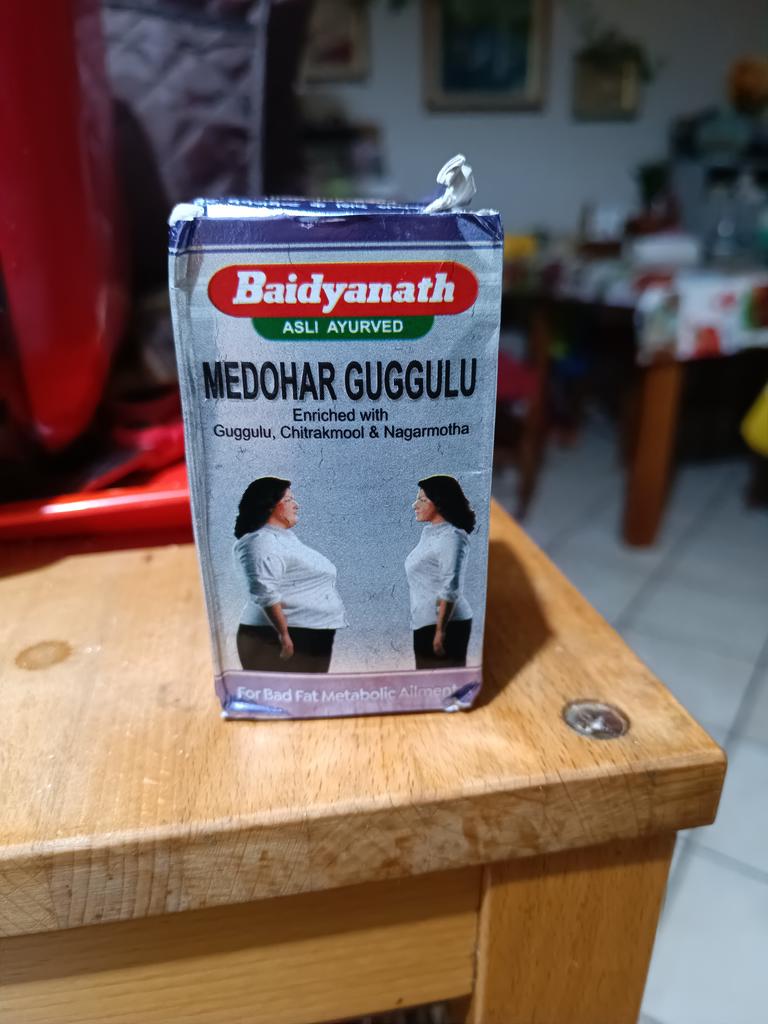 Baidyanath
ASLI AYURVED
MEDOHAR GUGGULU
Enriched with
Guggulu, Chitrakmool & Nagarmotha
For Bad Fat Metabolic Ailment